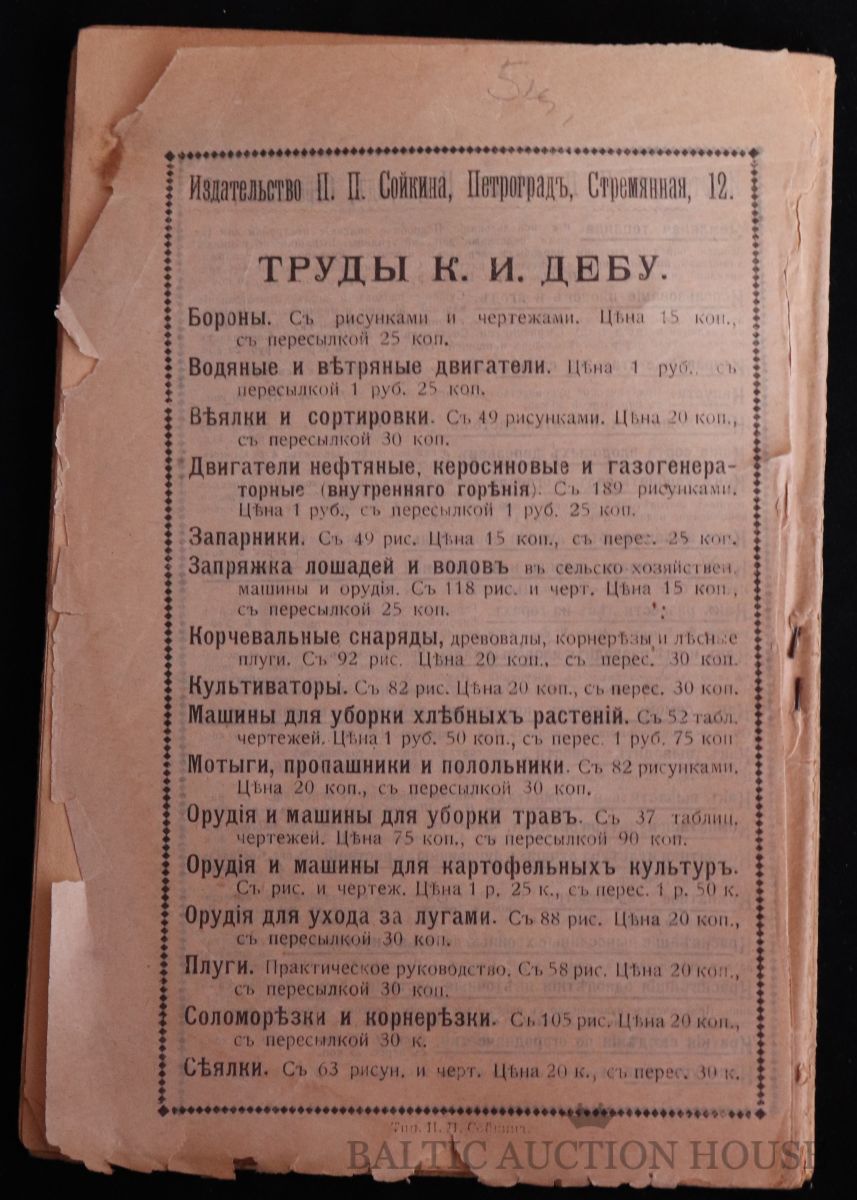 Издательство П. П. Сойкина, Петроградъ, Стремянная, 12.
ТРУДЫ К. И. ДЕБУ.
Бороны. Съ рисунками и чертежами. Цѣна 15 коп.,
съ пересылкой 25 коп.
Водяные и вѣтряные двигатели. Цѣна 1 руб., съ
пересылкой 1 руб. 25 коп.
Вѣялки и сортировки. Съ 49 рисунками. Цѣна 20 коп.,
съ пересылкой 30 коп.
Двигатели нефтяные, керосиновые и газогенера-
торные (внутренняго горѣнія). Съ 189 рисунками.
Цѣна 1 руб., съ пересылкой 1 руб. 25 коп.
Запарники. Съ 49 рис. Цѣна 15 коп., съ перес. 25 коп.
Запряжка лошадей и воловъ въ сельско-хозяйствен.
машины и орудія. Съ 118 рис. и черт. Цѣна 15 коп.,
съ пересылкой 25 коп.
Корчевальные снаряды, древовалы, корнерѣзы и лѣсные
плуги. Съ 92 рис. Цѣна 20 коп., съ перес. 30 коп.
Культиваторы. Съ 82 рис. Цѣна 20 коп., съ перес. 30 коп.
Машины для уборки хлѣбныхъ растеній. Съ 52 табл.
чертежей. Цѣна 1 руб. 50 коп., съ перес. 1 руб. 75 коп
Мотыги, пропашники и полольники. Съ 82 рисунками.
Цѣна 20 коп., съ пересылкой 30 коп.
Орудія и машины для уборки травъ. Съ 37 таблиц.
чертежей. Цѣна 75 коп., съ пересылкой 90 коп.
Орудія и машины для картофельныхъ культуръ.
Съ рис. и чертеж. Цѣна 1 р. 25 к., съ перес. 1 р. 50 к.
Орудія для ухода за лугами. Съ 88 рис. Цѣна 20 коп.,
съ пересылкой 30 коп.
Плуги. Практическое руководство. Съ 58 рис. Цѣна 20 коп.,
съ пересылкой 30 коп.
Соломорѣзки и корнерѣзки. Съ 105 рис. Цѣна 20 коп.,
съ пересылкой 30 к.
Сѣялки. Съ 63 рисун. и черт. Цѣна 20 к., съ перес. 30 к.
Тип. П. П. Сойкина.
BALTIC AUCTION HOUSE